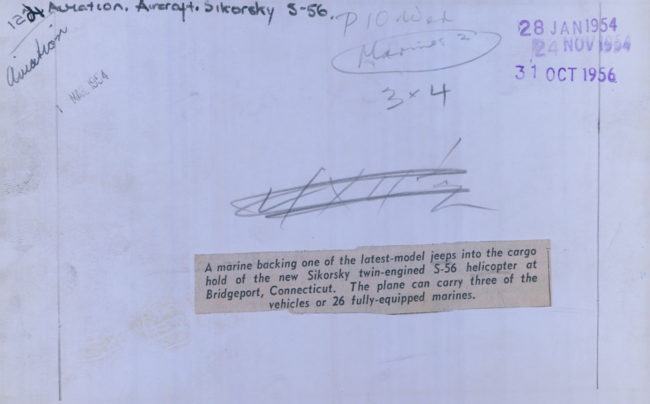 Aviation. Aircraft. Sikorsky S-56.
Aviation
28 JAN 1954
24 NOV 1954
31 OCT 1956
1954
Marines
3 x 4
A marine backing one of the latest-model jeeps into the cargo
hold of the new Sikorsky twin-engined S-56 helicopter at
Bridgeport, Connecticut. The plane can carry three of the
vehicles or 26 fully-equipped marines.